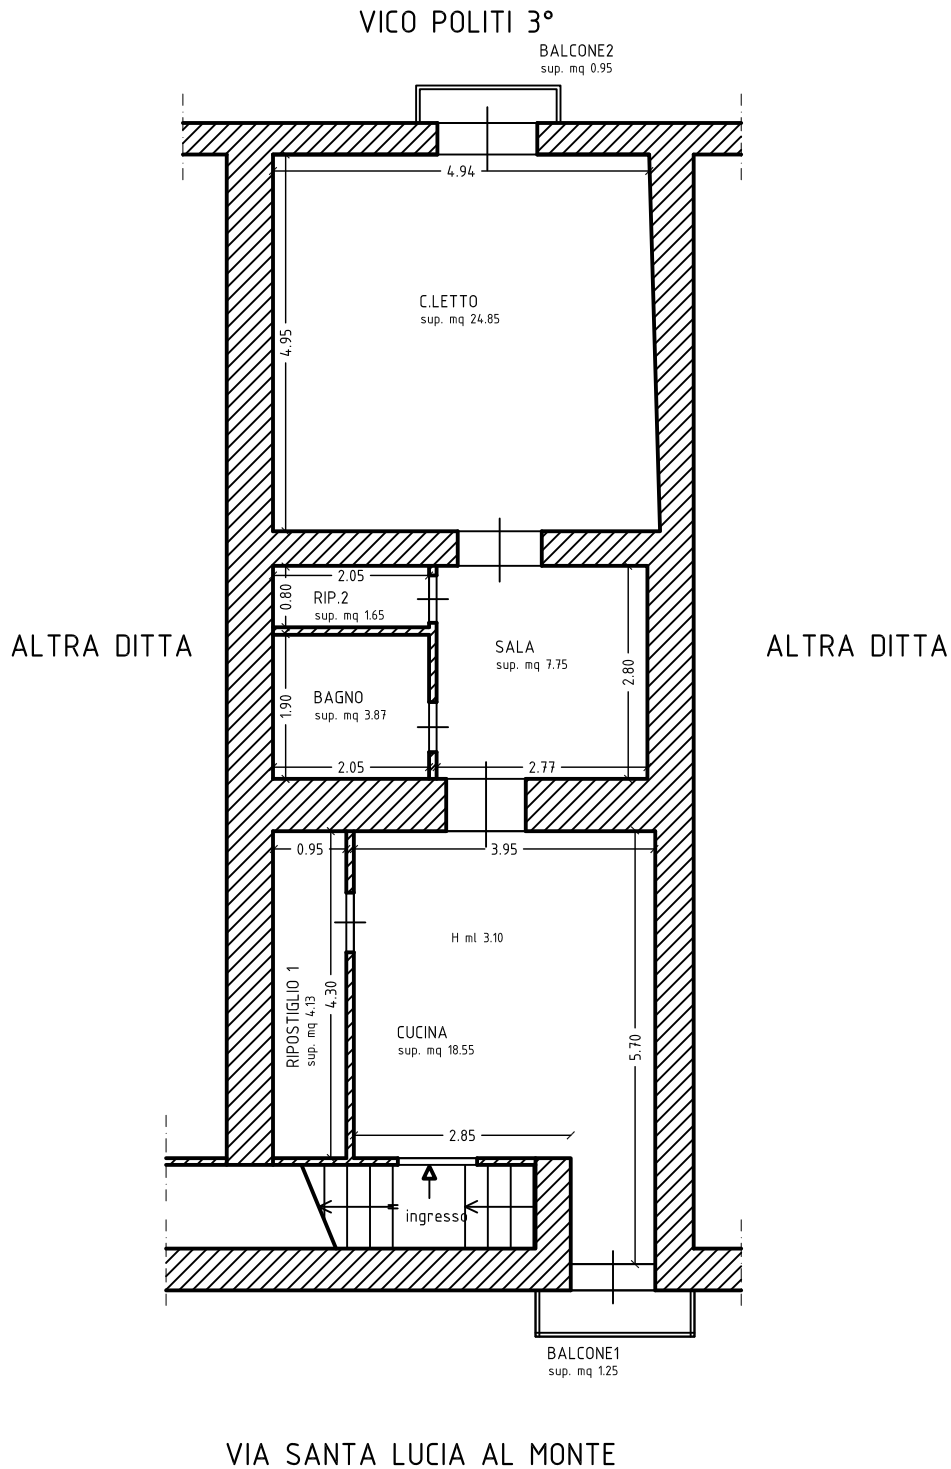 VICO POLITI 3°
BALCONE2
sup. mq 0.95
4.94
C.LETTO
sup. mq 24.85
4.95
2.05
0.80
RIP.2
sup. mq 1.65
ALTRA DITTA
SALA
sup. mq 7.75
2.80
ALTRA DITTA
BAGNO
sup. mq 3.87
1.90
2.05
2.77
0.95
3.95
H ml 3.10
RIPOSTIGLIO 1
sup. mq 4.13
4.30
CUCINA
sup. mq 18.55
5.70
2.85
ingresso
BALCONE1
sup. mq 1.25
VIA SANTA LUCIA AL MONTE